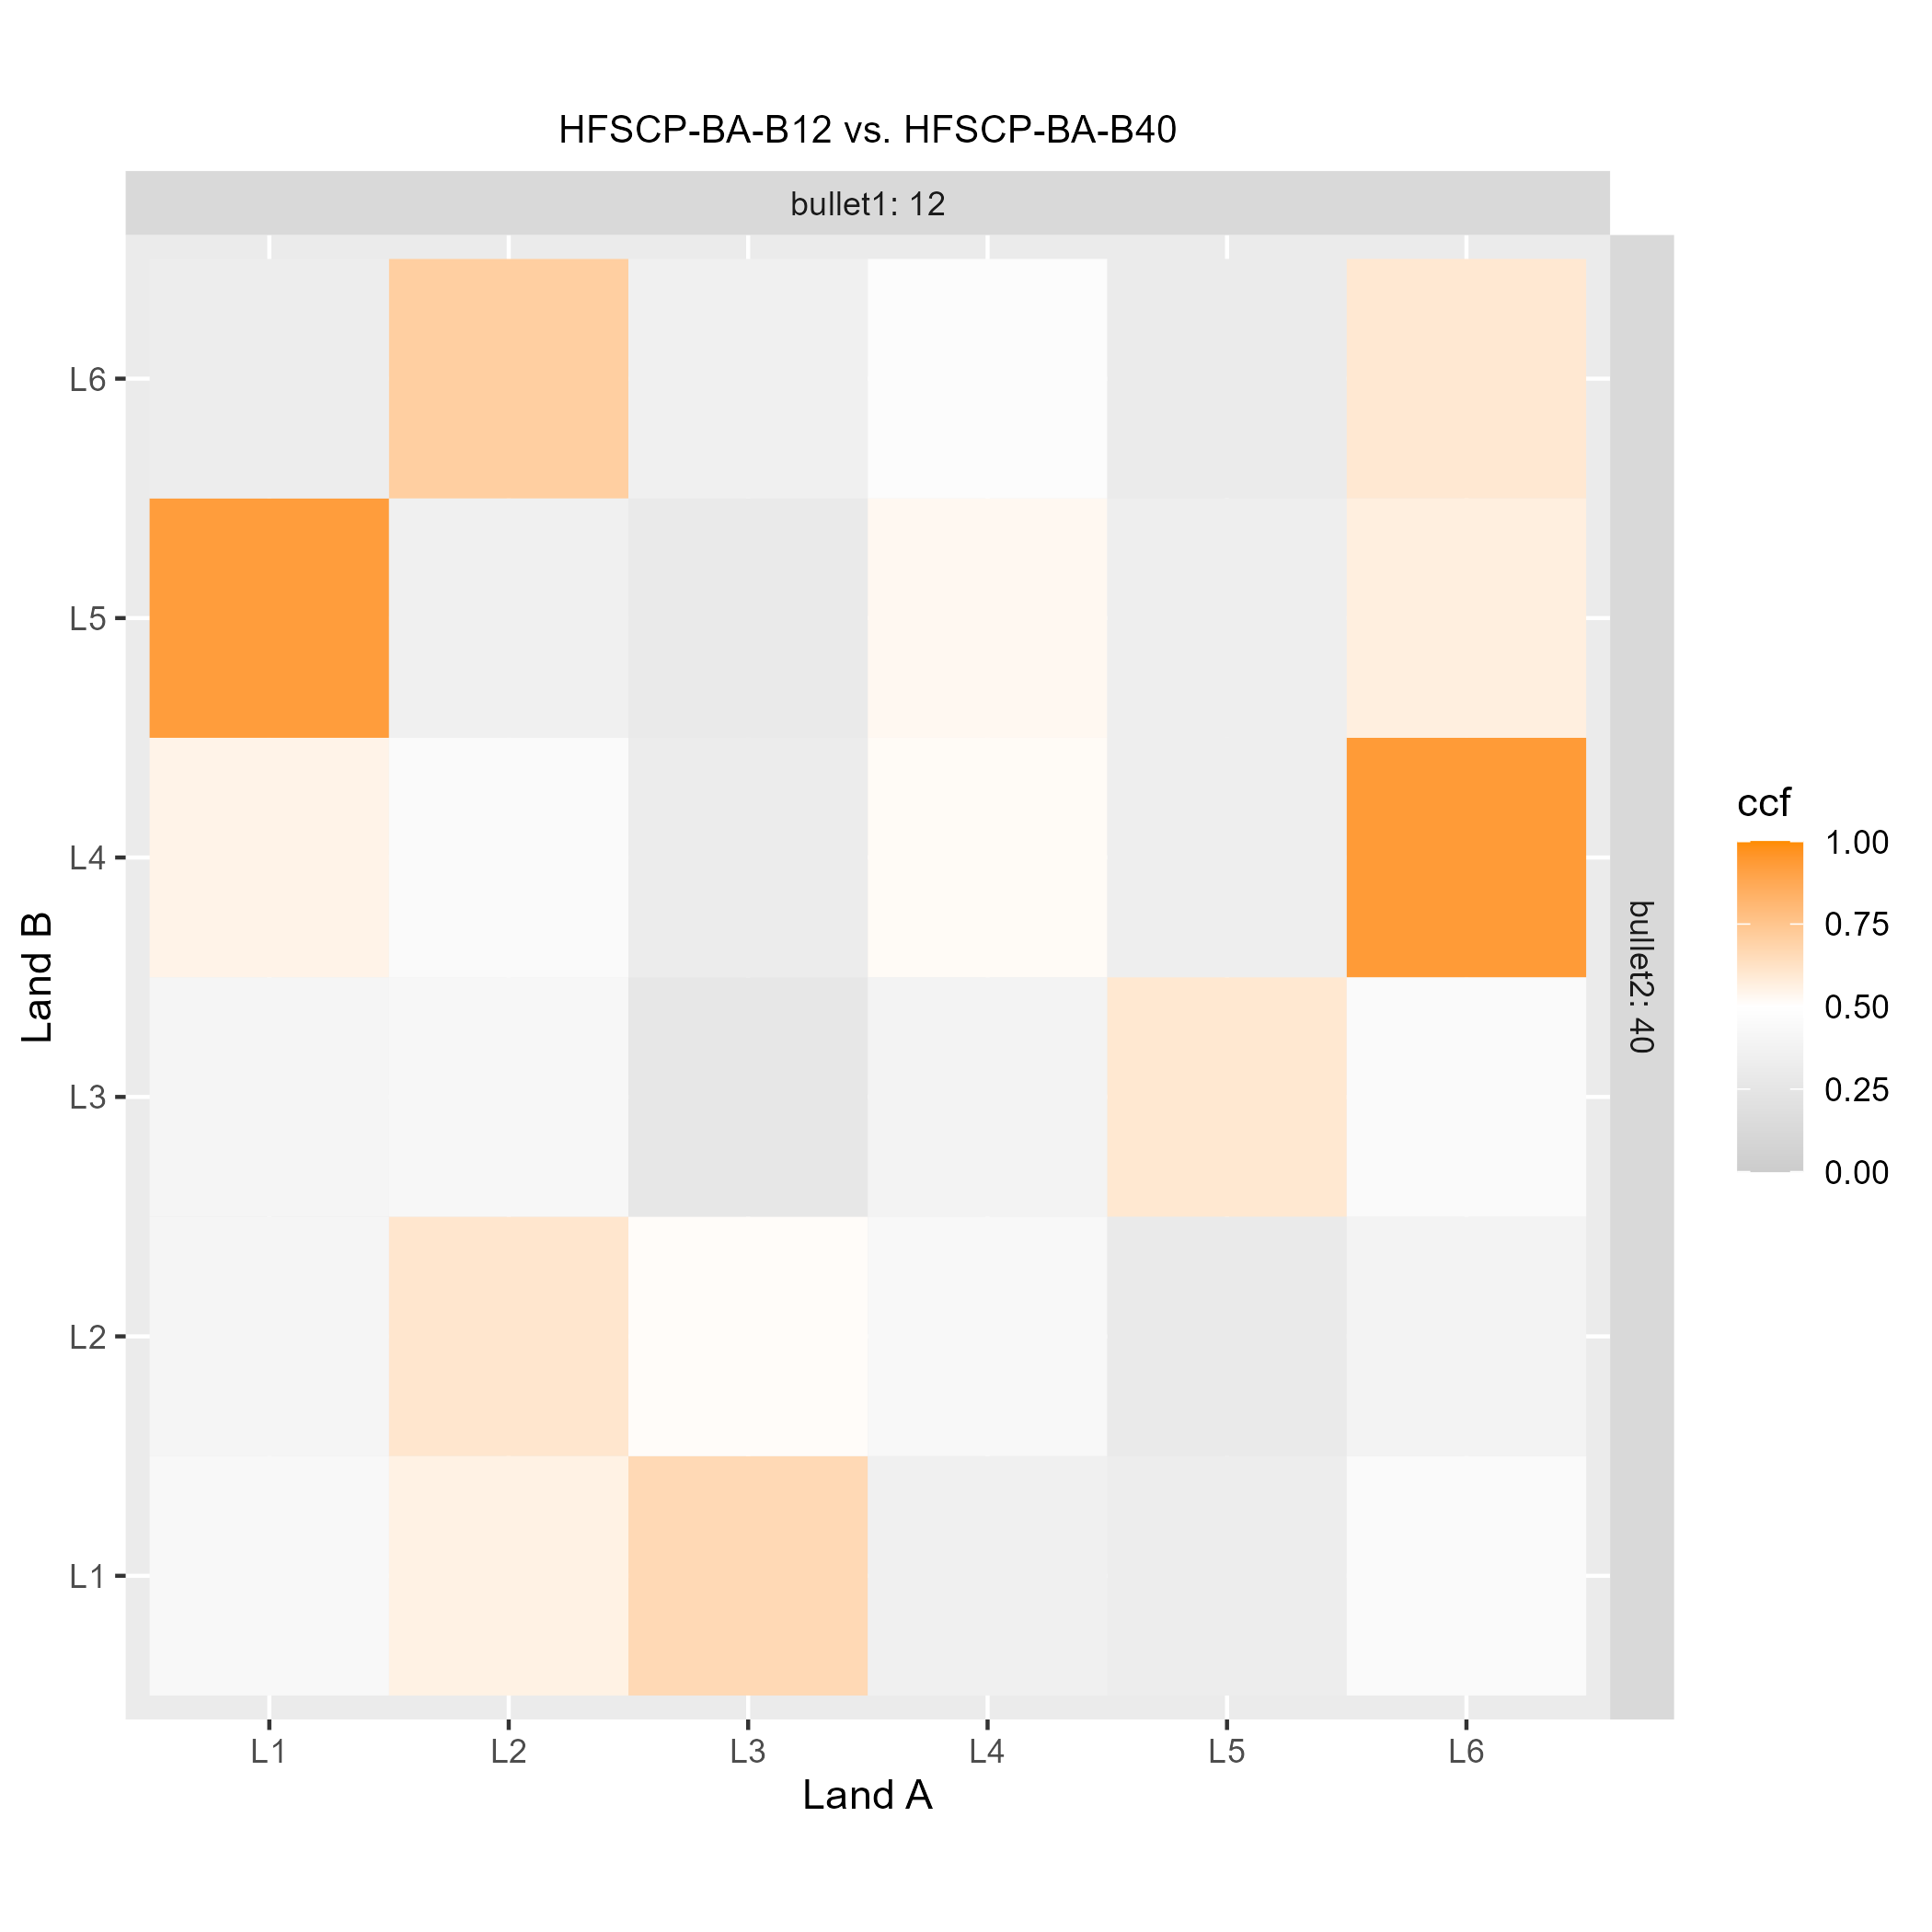 HFSCP-BA-B12 vs. HFSCP-BA-B40
bullet1: 12
L6
L5
L4
L3
L2
L1
Land B
bullet2: 40
L1 L2 L3 L4 L5 L6
Land A
ccf
1.00
0.75
0.50
0.25
0.00